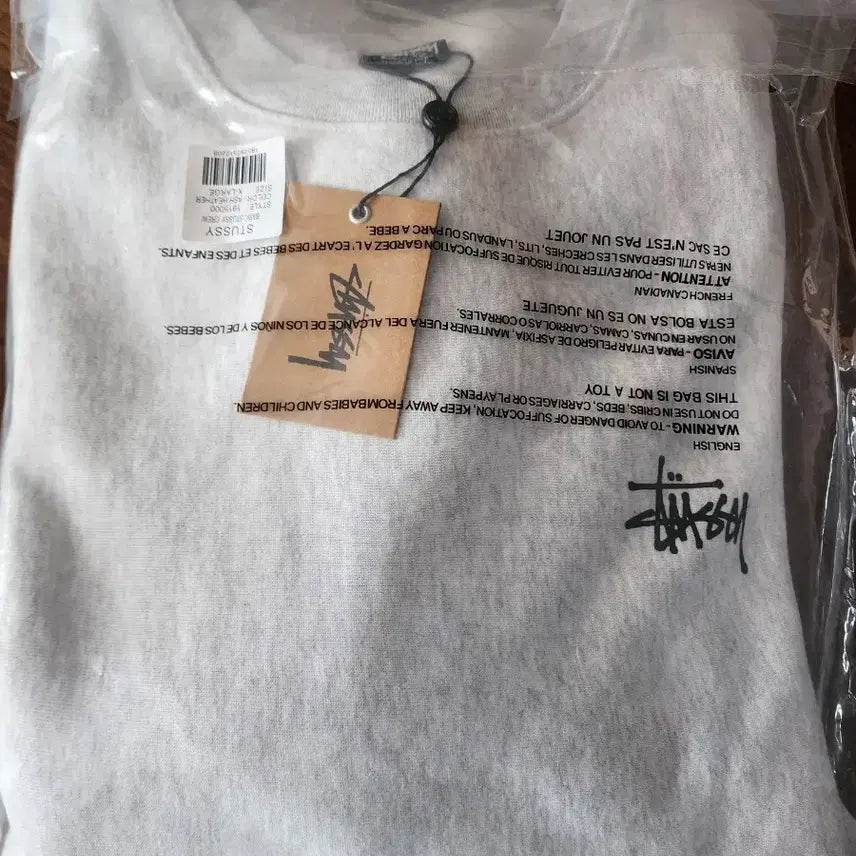 Stüssy
ENGLISH
WARNING - TO AVOID DANGER OF SUFFOCATION, KEEP AWAY FROMBABIES AND CHILDREN.
DO NOT USE IN CRIBS, BEDS, CARRIAGES OR PLAYPENS.
THIS BAG IS NOT A TOY
SPANISH
AVISO - PARA EVITAR PELIGRO DE ASFIXIA, MANTENER FUERA DEL ALCANCE DE LOS NINOS Y DE LOS BEBES.
NO USAR EN CUNAS, CAMAS, CARRIOLAS O CORRALES.
ESTA BOLSA NO ES UN JUGUETE
FRENCH CANADIAN
ATTENTION - POUR EVITER TOUT RISQUE DE SUFFOCATION GARDEZ A L'ECART DES BEBES ET DES ENFANTS.
NE PAS UTILISER DANS LES CRECHES, LITS, LANDAUS OU PARC A BEBE.
CE SAC N'EST PAS UN JOUET
Stüssy
STUSSY
BASIC STUSSY CREW
STYLE: 1915000
COLOR: ASH HEATHER
SIZE: X-LARGE